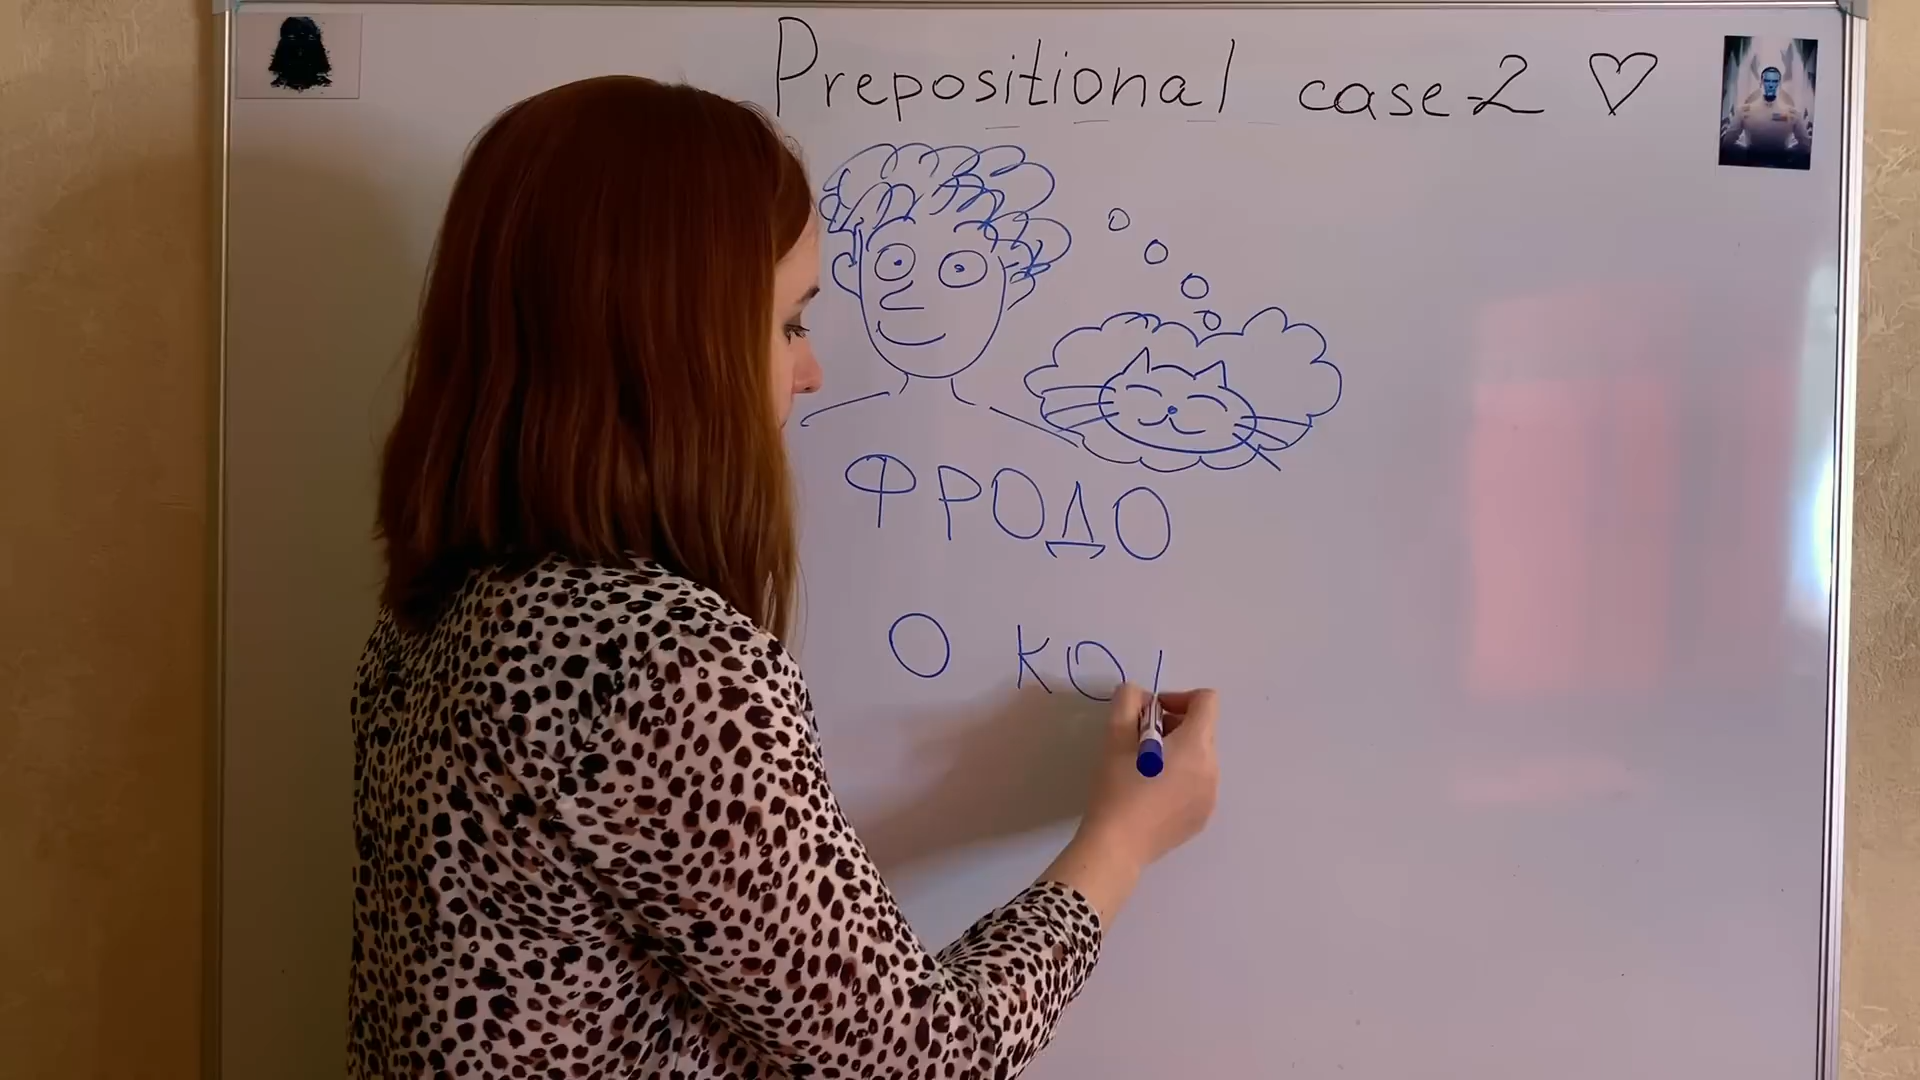 Prepositional case-2 ♡
ФРОДО
О КО